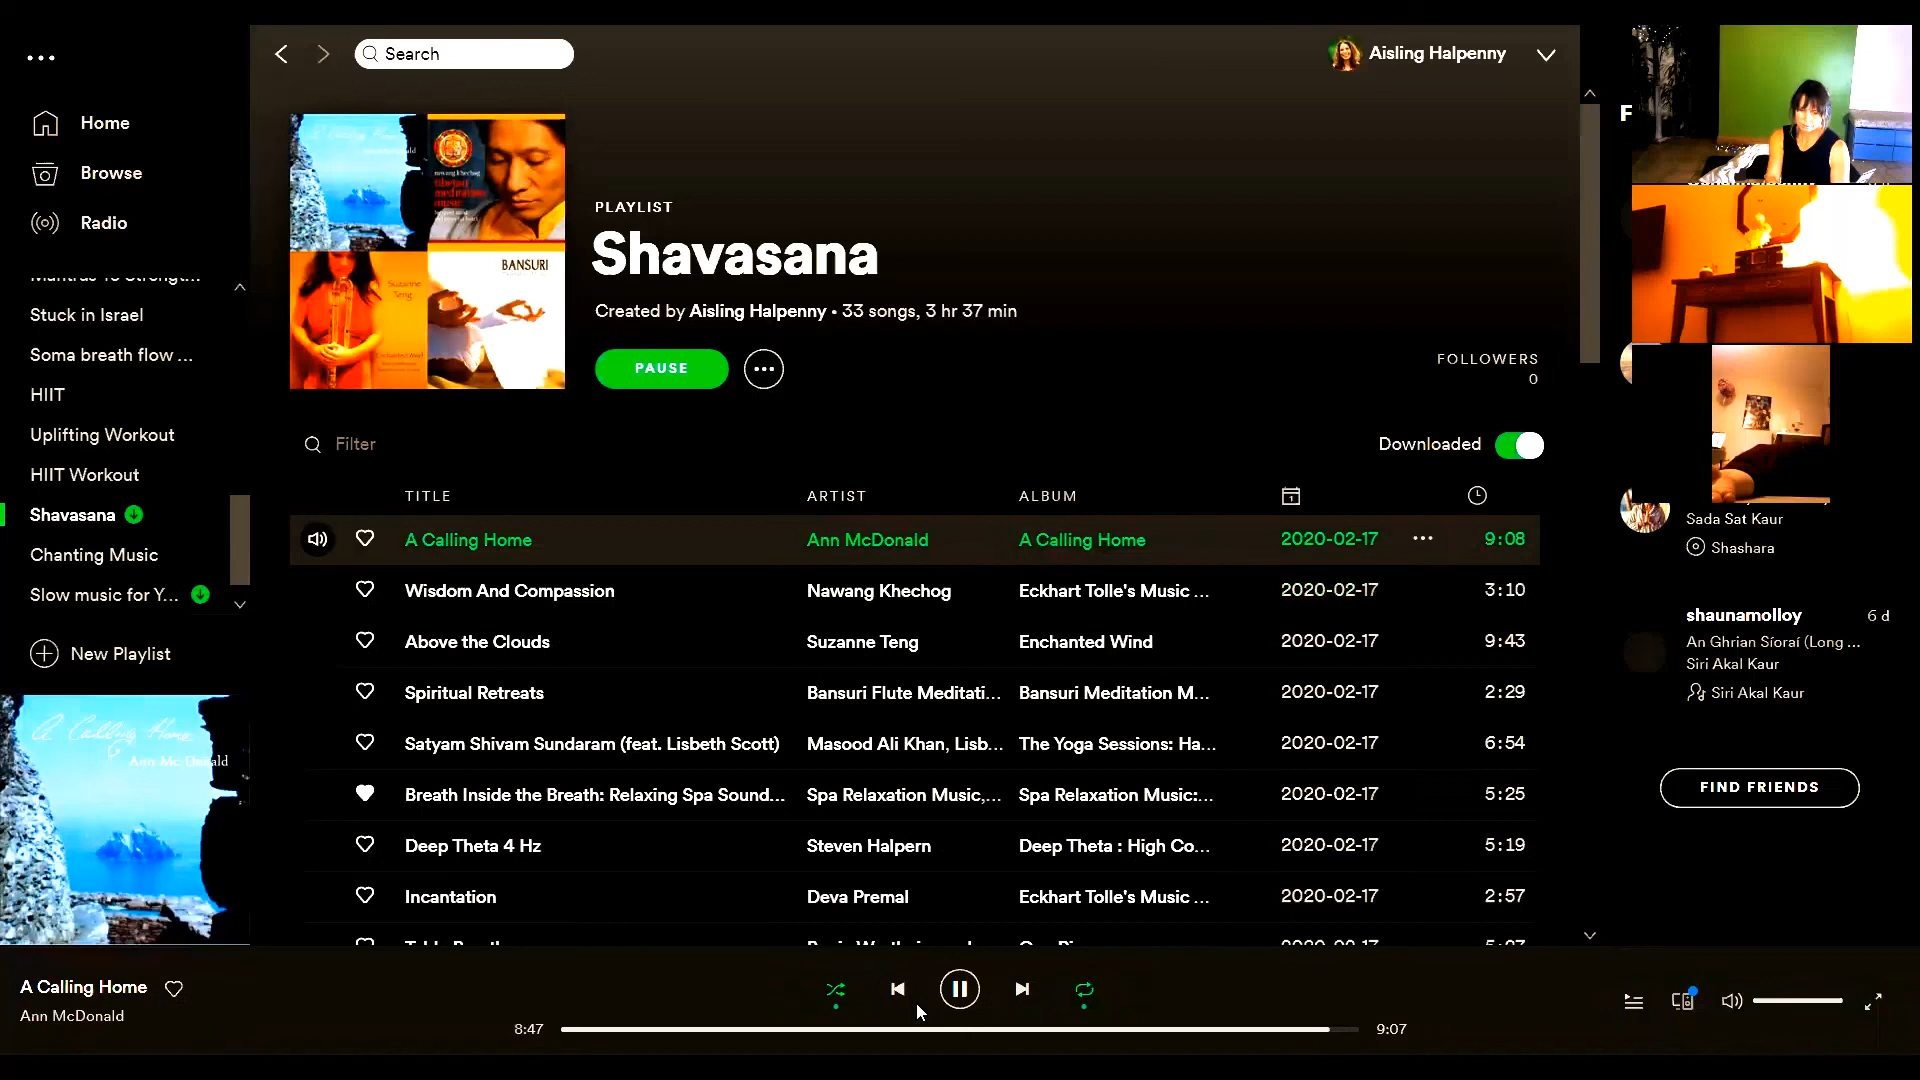 Search
Aisling Halpenny
Home
Browse
Radio
Stuck in Israel
Soma breath flow ...
HIIT
Uplifting Workout
HIIT Workout
Shavasana
Chanting Music
Slow music for Y...
New Playlist
A Calling Home
Ann Mc Donald
BANSURI
Suzanne
Teng
PLAYLIST
Shavasana
Created by Aisling Halpenny • 33 songs, 3 hr 37 min
PAUSE
FOLLOWERS
0
Filter
Downloaded
TITLE ARTIST ALBUM
A Calling Home Ann McDonald A Calling Home 2020-02-17 9:08
Wisdom And Compassion Nawang Khechog Eckhart Tolle's Music ... 2020-02-17 3:10
Above the Clouds Suzanne Teng Enchanted Wind 2020-02-17 9:43
Spiritual Retreats Bansuri Flute Meditati... Bansuri Meditation M... 2020-02-17 2:29
Satyam Shivam Sundaram (feat. Lisbeth Scott) Masood Ali Khan, Lisb... The Yoga Sessions: Ha... 2020-02-17 6:54
Breath Inside the Breath: Relaxing Spa Sound... Spa Relaxation Music,... Spa Relaxation Music:... 2020-02-17 5:25
Deep Theta 4 Hz Steven Halpern Deep Theta : High Co... 2020-02-17 5:19
Incantation Deva Premal Eckhart Tolle's Music ... 2020-02-17 2:57
F
Sada Sat Kaur
Shashara
shaunamolloy 6 d
An Ghrian Síoraí (Long ...
Siri Akal Kaur
Siri Akal Kaur
FIND FRIENDS
A Calling Home
Ann McDonald
8:47
9:07